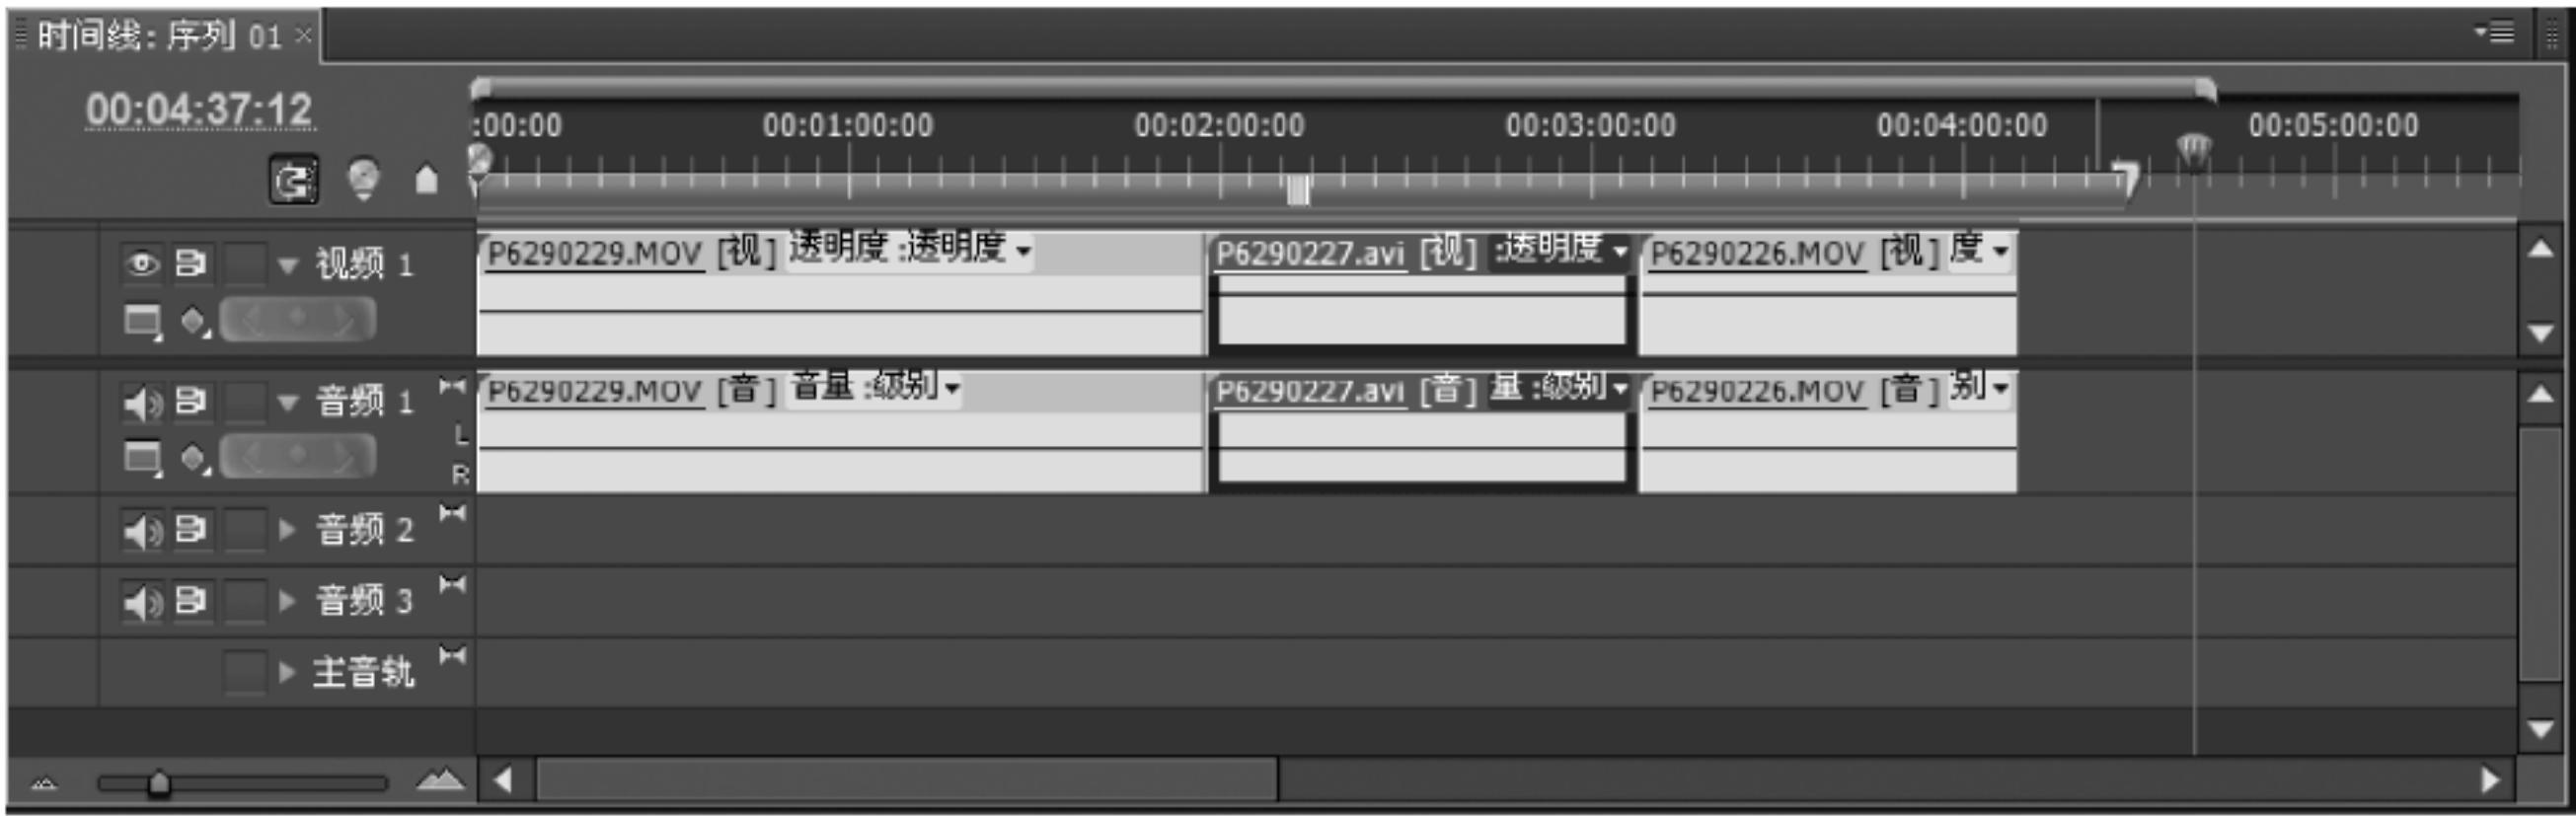 时间线: 序列 01 ×
00:04:37:12
:00:00 00:01:00:00 00:02:00:00 00:03:00:00 00:04:00:00 00:05:00:00
视频 1
P6290229.MOV [视] 透明度:透明度
P6290227.avi [视] :透明度
P6290226.MOV [视] 度
音频 1
L
R
P6290229.MOV [音] 音量:级别
P6290227.avi [音] 量:级别
P6290226.MOV [音] 别
音频 2
音频 3
主音轨